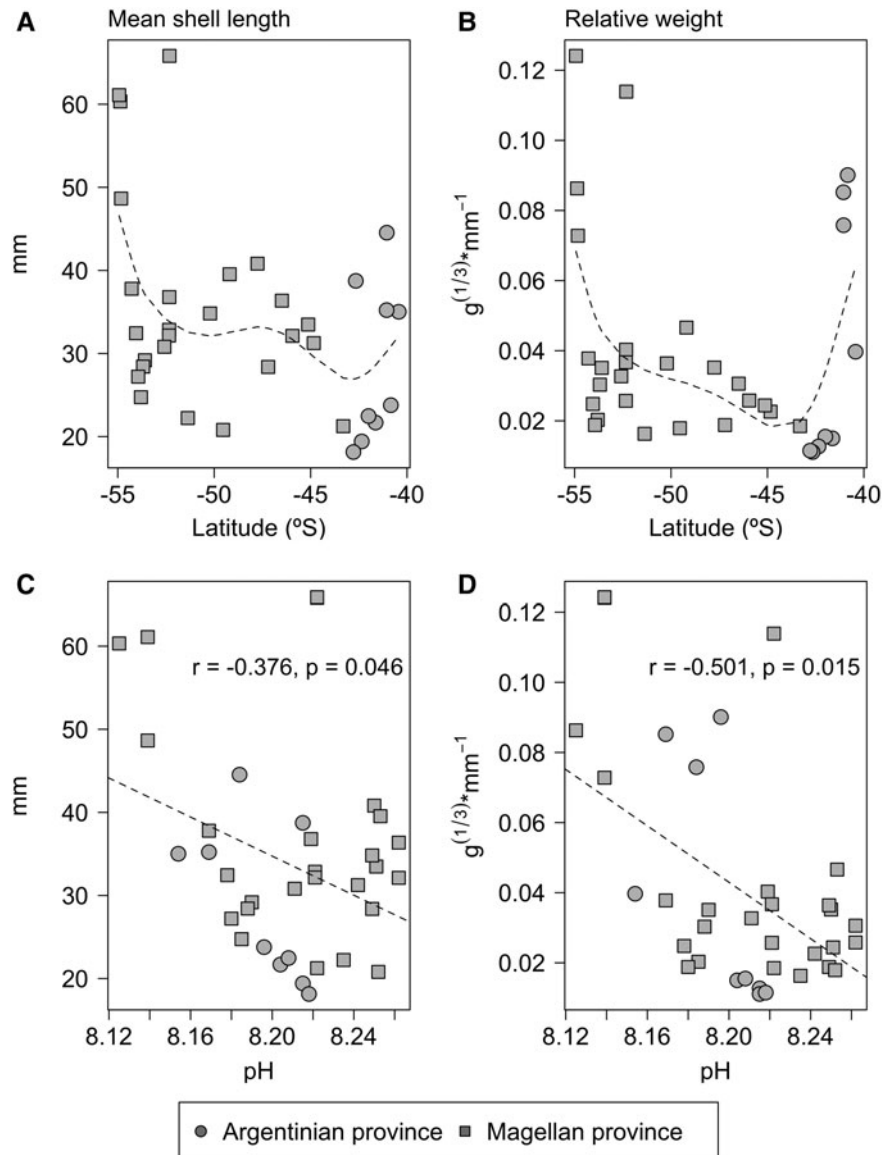 A Mean shell length
60
50
40
30
20
mm
-55 -50 -45 -40
Latitude (ºS)
B Relative weight
0.12
0.10
0.08
0.06
0.04
0.02
g(1/3)*mm−1
-55 -50 -45 -40
Latitude (ºS)
C
60
50
40
30
20
mm
r = -0.376, p = 0.046
8.12 8.16 8.20 8.24
pH
D
0.12
0.10
0.08
0.06
0.04
0.02
g(1/3)*mm−1
r = -0.501, p = 0.015
8.12 8.16 8.20 8.24
pH
Argentinian province Magellan province